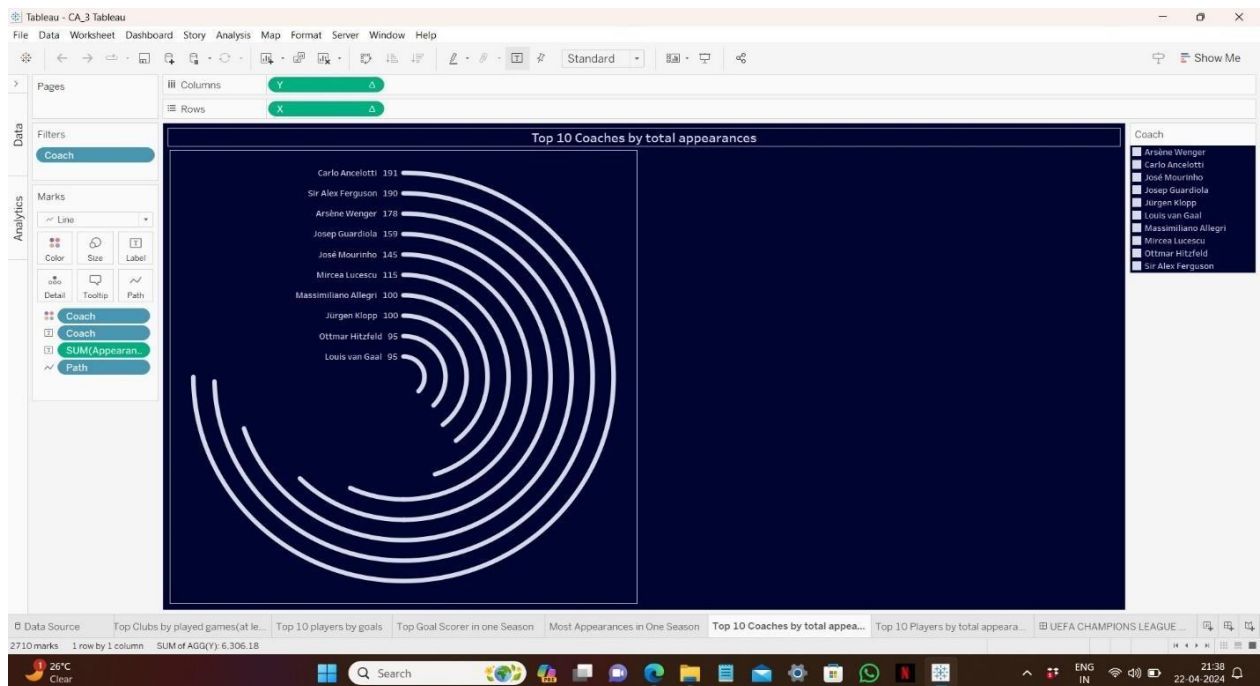 Tableau - CA_3 Tableau
File Data Worksheet Dashboard Story Analysis Map Format Server Window Help
Standard
Show Me
Pages
Columns Y
Rows X
Data
Analytics
Filters
Coach
Marks
Line
Color Size Label
Detail Tooltip Path
Coach
Coach
SUM(Appearan..
Path
Top 10 Coaches by total appearances
Carlo Ancelotti 191
Sir Alex Ferguson 190
Arsène Wenger 178
Josep Guardiola 159
José Mourinho 145
Mircea Lucescu 115
Massimiliano Allegri 100
Jürgen Klopp 100
Ottmar Hitzfeld 95
Louis van Gaal 95
Coach
Arsène Wenger
Carlo Ancelotti
José Mourinho
Josep Guardiola
Jürgen Klopp
Louis van Gaal
Massimiliano Allegri
Mircea Lucescu
Ottmar Hitzfeld
Sir Alex Ferguson
Data Source Top Clubs by played games(at le... Top 10 players by goals Top Goal Scorer in one Season Most Appearances in One Season Top 10 Coaches by total appea... Top 10 Players by total appeara... UEFA CHAMPIONS LEAGUE ...
2710 marks 1 row by 1 column SUM of AGG(Y): 6,306.18
1 26°C
Clear
Search
PRE
ENG
IN
21:38
22-04-2024